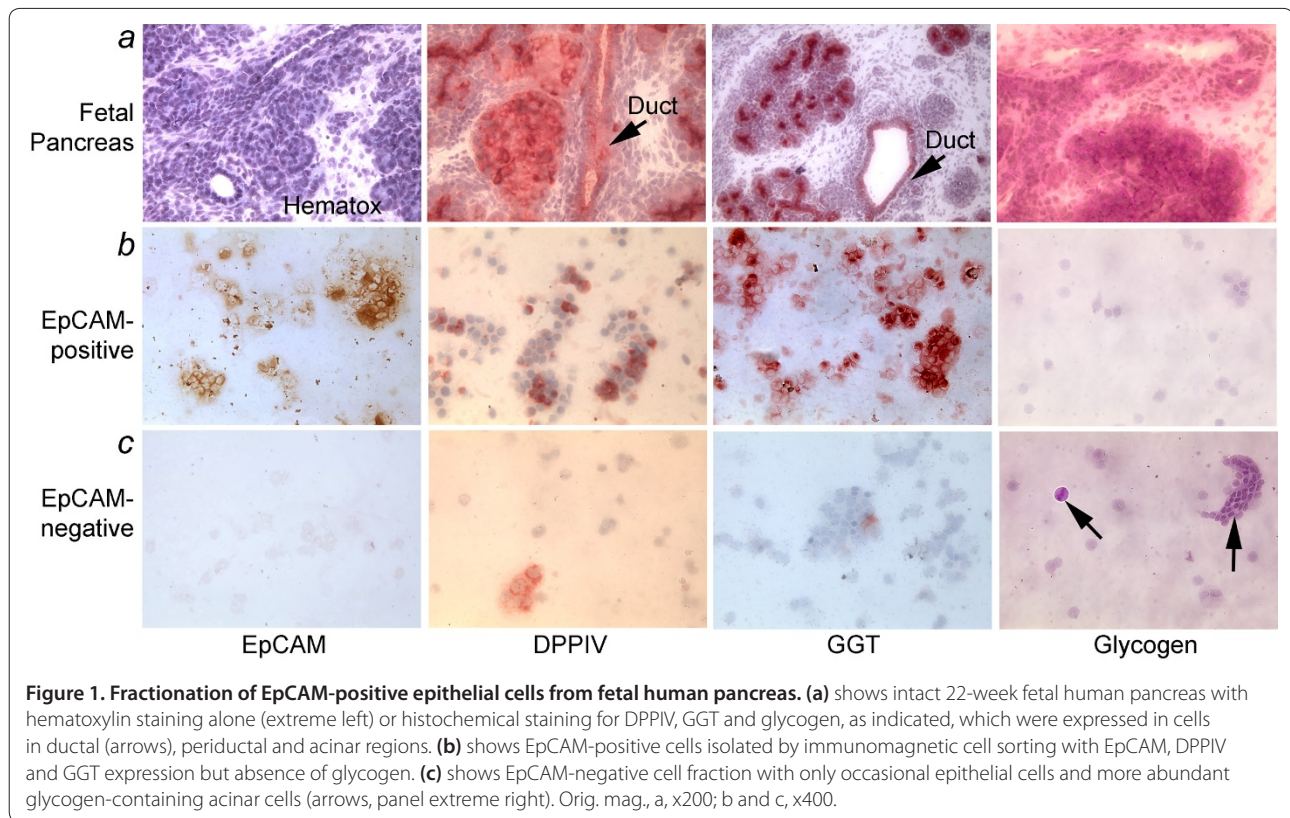 a
Fetal
Pancreas
Hematox
Duct
Duct
b
EpCAM-
positive
c
EpCAM-
negative
EpCAM
DPPIV
GGT
Glycogen
Figure 1. Fractionation of EpCAM-positive epithelial cells from fetal human pancreas. (a) shows intact 22-week fetal human pancreas with
hematoxylin staining alone (extreme left) or histochemical staining for DPPIV, GGT and glycogen, as indicated, which were expressed in cells
in ductal (arrows), periductal and acinar regions. (b) shows EpCAM-positive cells isolated by immunomagnetic cell sorting with EpCAM, DPPIV
and GGT expression but absence of glycogen. (c) shows EpCAM-negative cell fraction with only occasional epithelial cells and more abundant
glycogen-containing acinar cells (arrows, panel extreme right). Orig. mag., a, x200; b and c, x400.